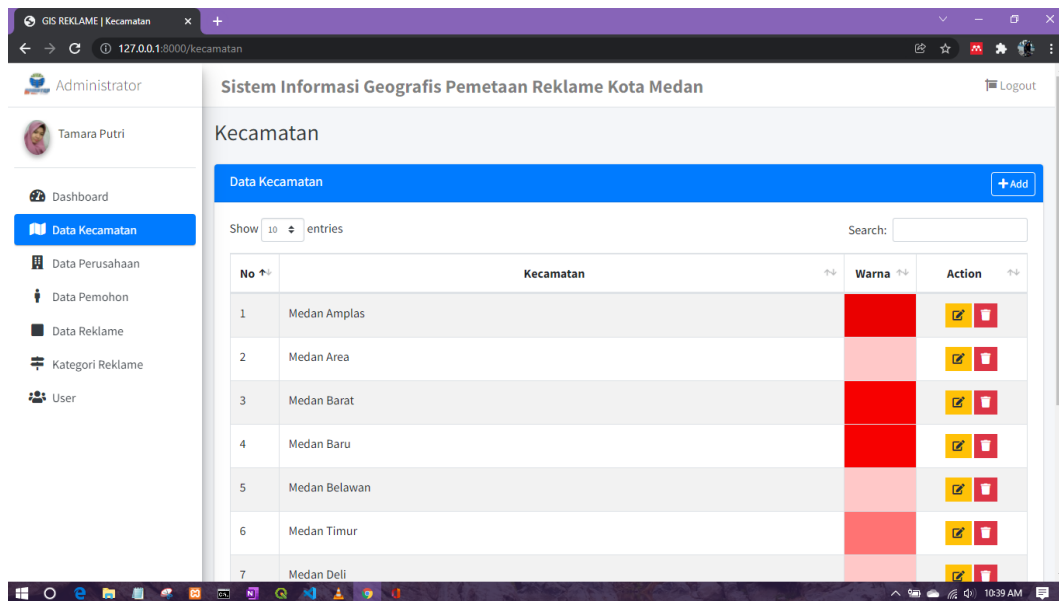 GIS REKLAME | Kecamatan
127.0.0.1:8000/kecamatan
Administrator
Sistem Informasi Geografis Pemetaan Reklame Kota Medan
Logout
Tamara Putri
Kecamatan
Dashboard
Data Kecamatan
Data Perusahaan
Data Pemohon
Data Reklame
Kategori Reklame
User
Data Kecamatan
Add
Show 10 entries
Search:
No Kecamatan Warna Action
1 Medan Amplas
2 Medan Area
3 Medan Barat
4 Medan Baru
5 Medan Belawan
6 Medan Timur
7 Medan Deli
10:39 AM